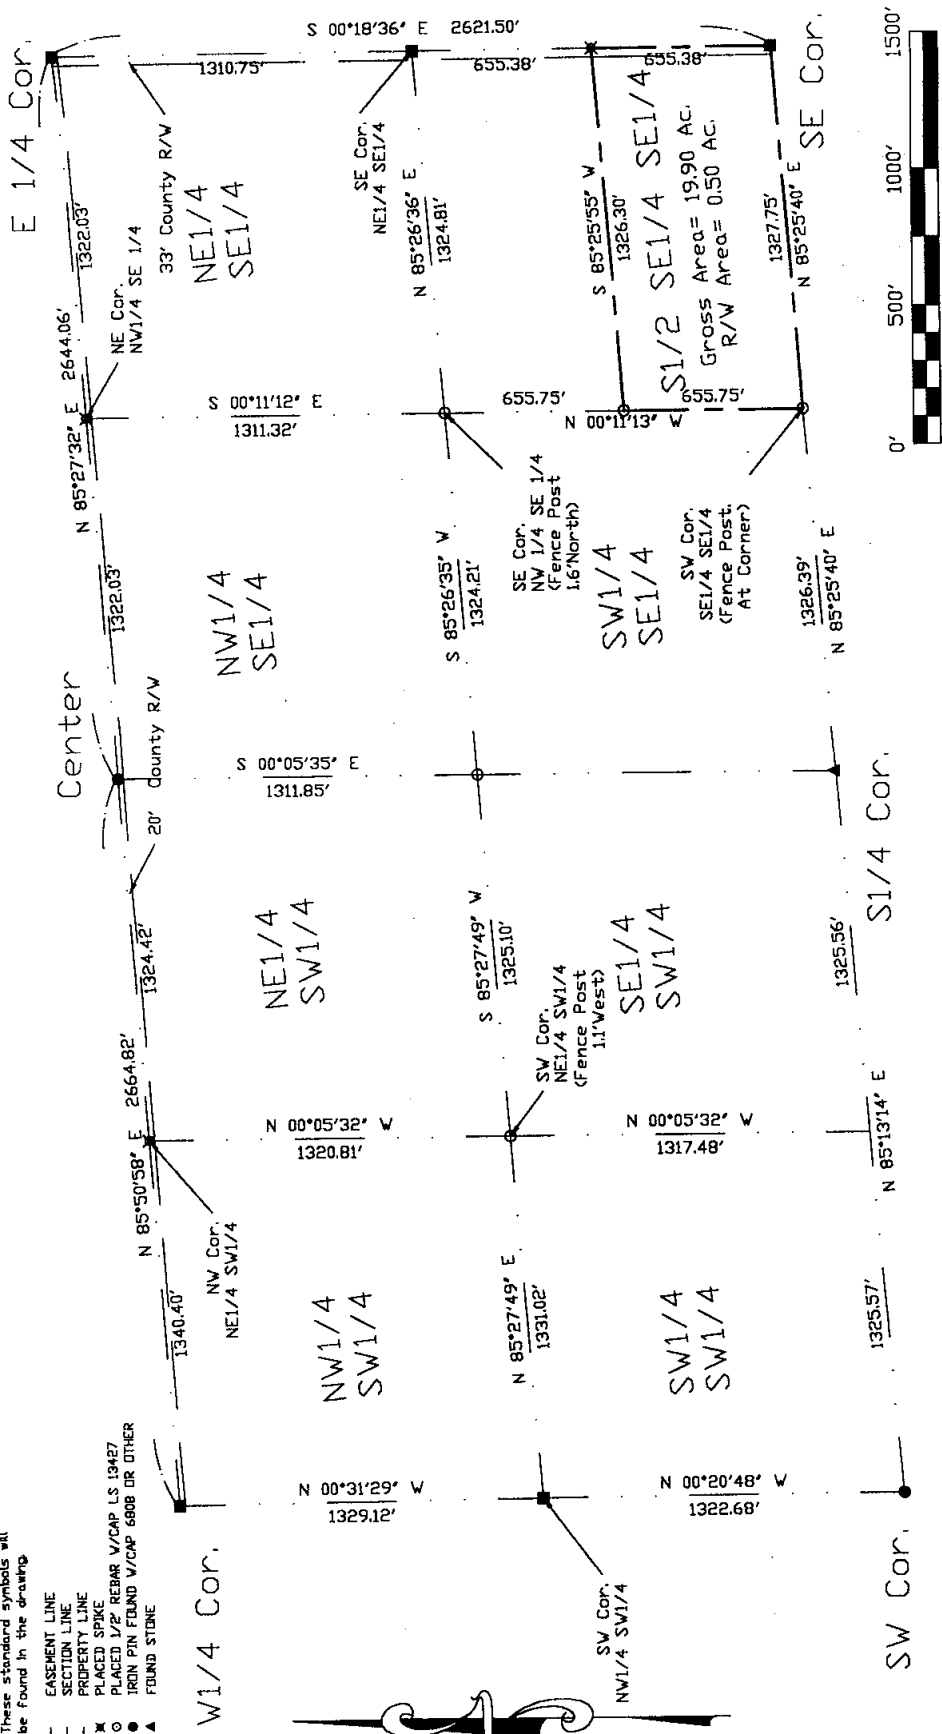 These standard symbols will
be found in the drawing.
EASEMENT LINE
SECTION LINE
PROPERTY LINE
PLACED SPIKE
PLACED 1/2" REBAR W/CAP LS 13427
IRON PIN FOUND W/CAP 680B OR OTHER
FOUND STONE
W1/4 Cor.
N 85°50'58" E 2664.82'
1340.40'
1324.42'
NW Cor.
NE1/4 SW1/4
20' County R/W
Center
N 85°27'32" E 2644.06'
1322.03'
1322.03'
NE Cor.
NW1/4 SE 1/4
33' County R/W
E 1/4 Cor.
S 00°18'36" E 2621.50'
1310.75'
655.38'
655.38'
N 00°31'29" W
1329.12'
NW1/4
SW1/4
N 00°05'32" W
1320.81'
NE1/4
SW1/4
S 00°05'35" E
1311.85'
NW1/4
SE1/4
S 00°11'12" E
1311.32'
NE1/4
SE1/4
SE Cor.
NE1/4 SE1/4
SW Cor.
NW1/4 SW1/4
N 85°27'49" E
1331.02'
SW Cor.
NE1/4 SW1/4
(Fence Post
1.1'West)
S 85°27'49" W
1325.10'
S 85°26'35" W
1324.21'
SE Cor.
NW 1/4 SE 1/4
(Fence Post
1.6'North)
N 85°26'36" E
1324.81'
N 00°20'48" W
1322.68'
SW1/4
SW1/4
N 00°05'32" W
1317.48'
SE1/4
SW1/4
SW1/4
SE1/4
SW Cor.
SE1/4 SE1/4
(Fence Post.
At Corner)
655.75'
N 00°11'13" W
655.75'
S 85°25'55" W
1326.30'
S1/2 SE1/4 SE1/4
Gross Area= 19.90 Ac.
R/W Area= 0.50 Ac.
1327.75'
N 85°25'40" E
SW Cor.
1325.57'
N 85°13'14" E
1325.56'
S1/4 Cor.
1326.39'
N 85°25'40" E
SE Cor.
0' 500' 1000' 1500'